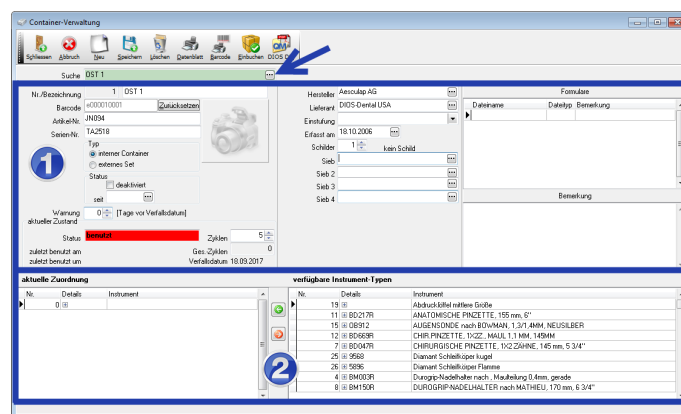 Container-Verwaltung
Schliessen Abbruch Neu Speichern Löschen Datenblatt Barcode Einbuchen DIOS
Suche OST 1
Nr./Bezeichnung 1 OST 1
Barcode e000010001 Zurücksetzen
Artikel-Nr. JN094
Serien-Nr. TA2518
Typ
interner Container
externes Set
Status
deaktiviert
seit
Warnung 0 [Tage vor Verfallsdatum]
aktueller Zustand
Status benutzt Zyklen 5
zuletzt benutzt am Ges.-Zyklen 0
zuletzt benutzt um Verfallsdatum 18.09.2017
Hersteller Aesculap AG
Lieferant DIOS-Dental USA
Einstufung
Erfasst am 18.10.2006
Schilder 1 kein Schild
Sieb
Sieb 2
Sieb 3
Sieb 4
Formulare
Dateiname Dateityp Bemerkung
Bemerkung
1
aktuelle Zuordnung
Nr. Details Instrument
0
verfügbare Instrument-Typen
Nr. Details Instrument
19 Abdrucklöffel mittlere Größe
11 BD217R ANATOMISCHE PINZETTE, 155 mm, 6"
15 OB912 AUGENSONDE nach BOWMAN, 1,3/1,4MM, NEUSILBER
12 BD669R CHIR.PINZETTE, 1X2Z., MAUL 1,1 MM, 145MM
7 BD047R CHIRURGISCHE PINZETTE, 1X2 ZÄHNE, 145 mm, 5 3/4"
25 9568 Diamant Schleifkörper kugel
26 5896 Diamant Schleifkörper Flamme
4 BM003R Durogrip-Nadelhalter nach , Maulteilung 0,4mm, gerade
8 BM150R DUROGRIP-NADELHALTER nach MATHIEU, 170 mm, 6 3/4"
2